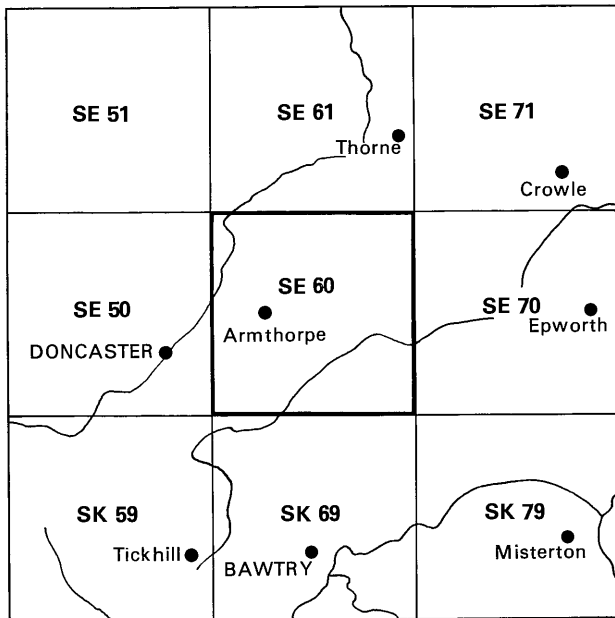 SE 51
SE 61
SE 71
Thorne
Crowle
SE 50
SE 60
SE 70
DONCASTER
Armthorpe
Epworth
SK 59
SK 69
SK 79
Tickhill
BAWTRY
Misterton